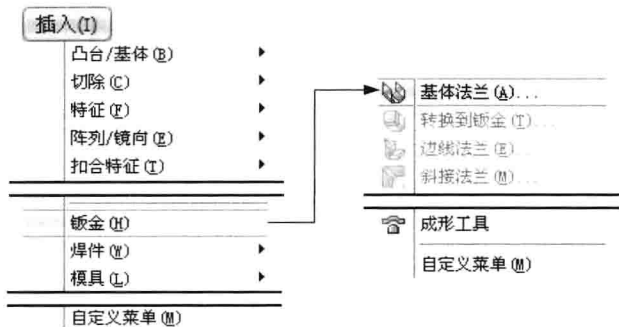 插入(I)
凸台/基体(B)
切除(C)
特征(F)
阵列/镜向(E)
扣合特征(T)
钣金(H)
焊件(W)
模具(L)
自定义菜单(M)
基体法兰(A)...
转换到钣金(T)...
边线法兰(E)...
斜接法兰(M)...
成形工具
自定义菜单(M)